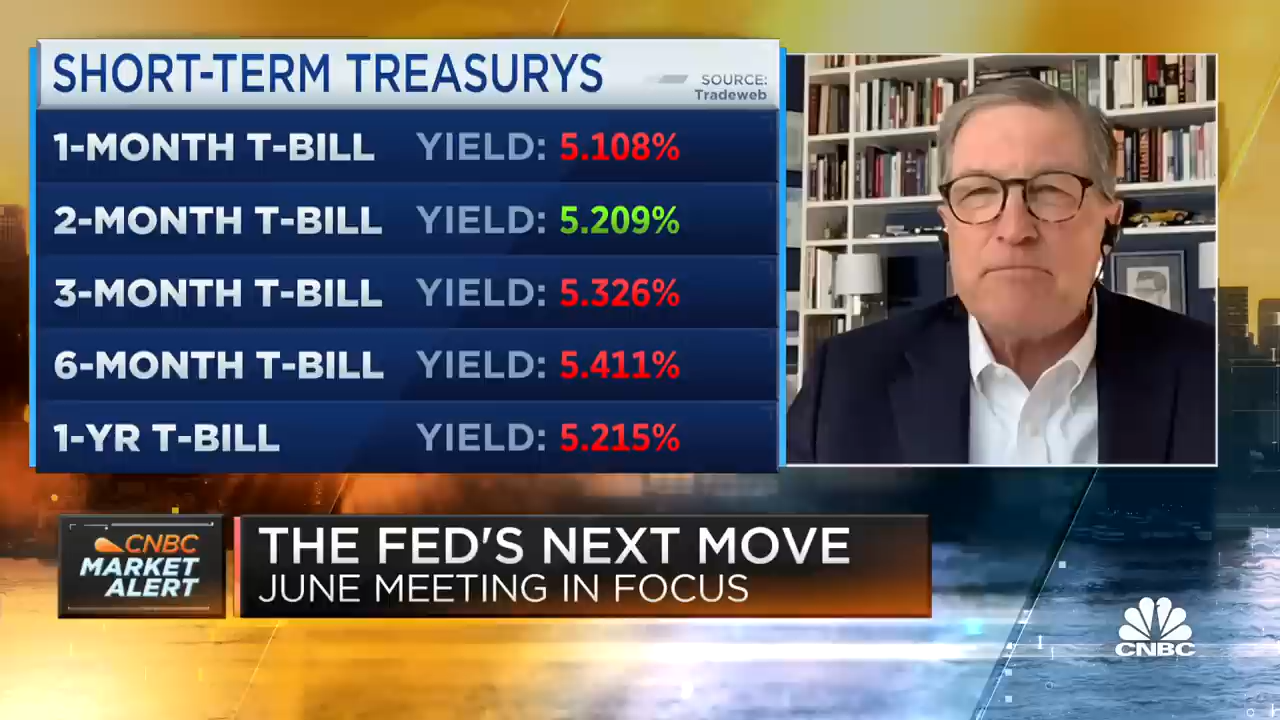 SHORT-TERM TREASURYS
SOURCE:
Tradeweb
1-MONTH T-BILL YIELD: 5.108%
2-MONTH T-BILL YIELD: 5.209%
3-MONTH T-BILL YIELD: 5.326%
6-MONTH T-BILL YIELD: 5.411%
1-YR T-BILL YIELD: 5.215%
CNBC
MARKET
ALERT
THE FED'S NEXT MOVE
JUNE MEETING IN FOCUS
CNBC